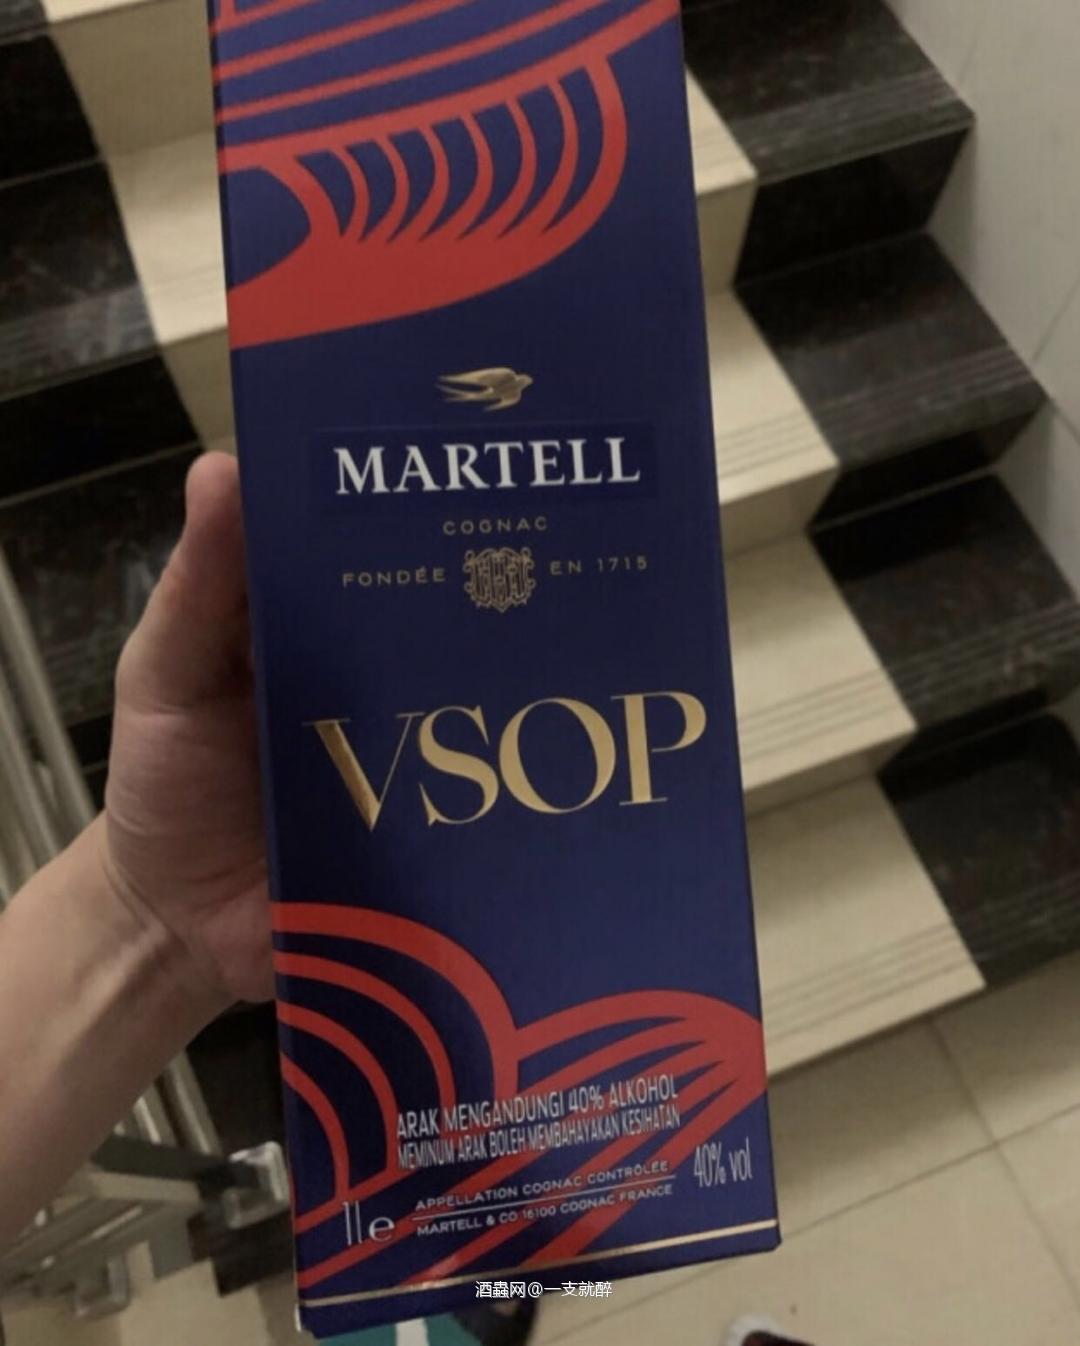 MARTELL
COGNAC
FONDÉE EN 1715
VSOP
ARAK MENGANDUNGI 40% ALKOHOL
MEMINUM ARAK BOLEH MEMBAHAYAKAN KESIHATAN
40% vol
1l e
APPELLATION COGNAC CONTRÔLÉE
MARTELL & CO 16100 COGNAC FRANCE
酒蟲网@一支就醉